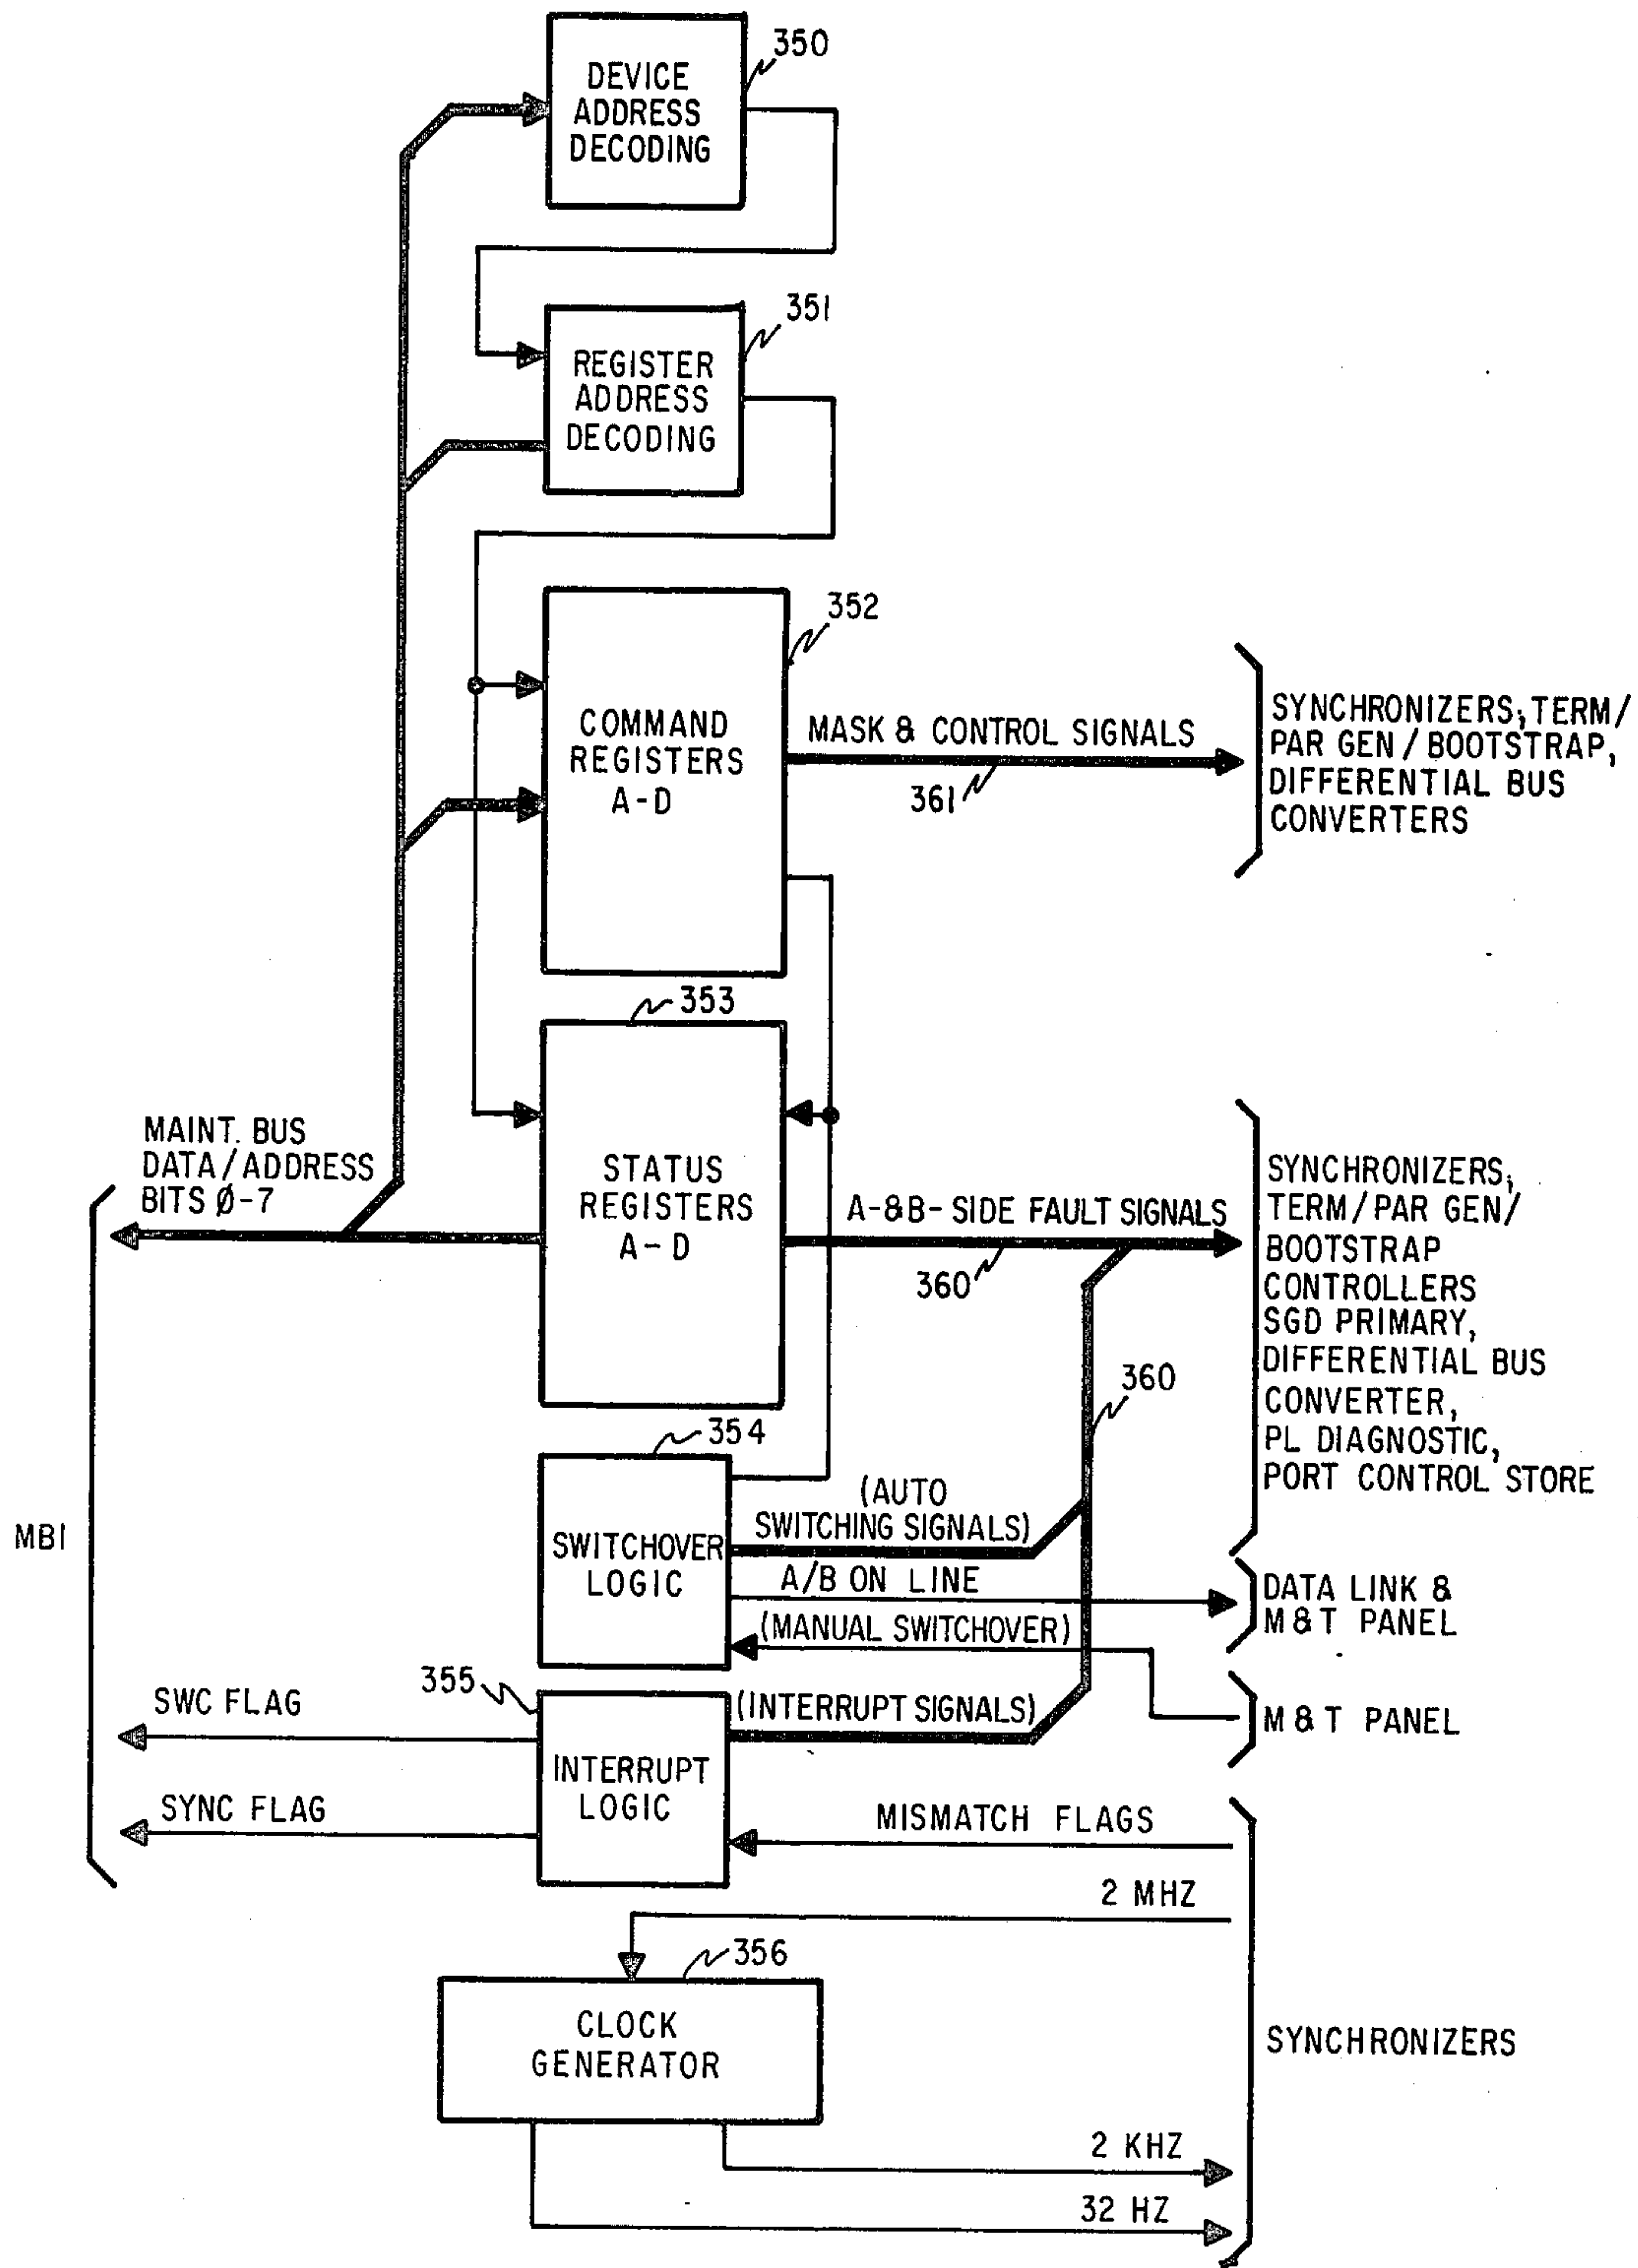 350
DEVICE
ADDRESS
DECODING
351
REGISTER
ADDRESS
DECODING
352
COMMAND
REGISTERS
A-D
MASK & CONTROL SIGNALS
361
SYNCHRONIZERS, TERM/
PAR GEN / BOOTSTRAP,
DIFFERENTIAL BUS
CONVERTERS
353
MAINT. BUS
DATA/ADDRESS
BITS Ø-7
STATUS
REGISTERS
A-D
A-&B-SIDE FAULT SIGNALS
360
SYNCHRONIZERS,
TERM/PAR GEN/
BOOTSTRAP
CONTROLLERS
SGD PRIMARY,
DIFFERENTIAL BUS
CONVERTER,
PL DIAGNOSTIC,
PORT CONTROL STORE
360
354
MBI
SWITCHOVER
LOGIC
(AUTO
SWITCHING SIGNALS)
A/B ON LINE
DATA LINK &
M&T PANEL
(MANUAL SWITCHOVER)
M&T PANEL
355
SWC FLAG
SYNC FLAG
INTERRUPT
LOGIC
(INTERRUPT SIGNALS)
MISMATCH FLAGS
2 MHZ
356
CLOCK
GENERATOR
SYNCHRONIZERS
2 KHZ
32 HZ